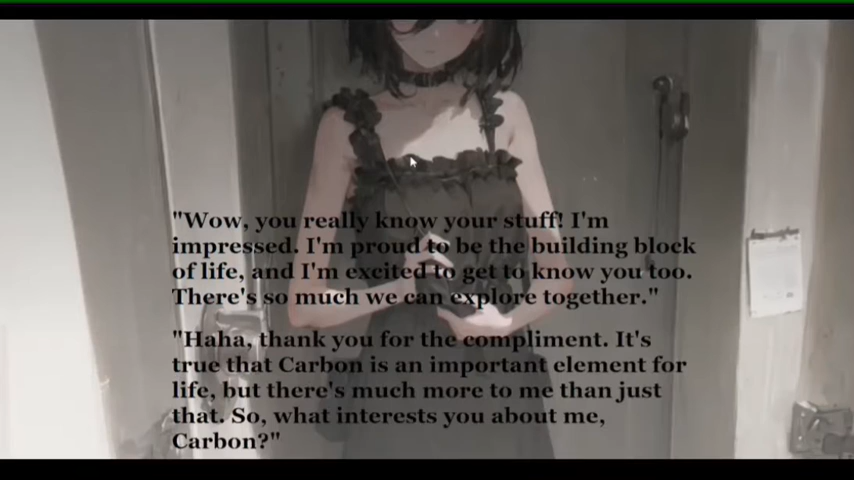 "Wow, you really know your stuff! I'm
impressed. I'm proud to be the building block
of life, and I'm excited to get to know you too.
There's so much we can explore together."
"Haha, thank you for the compliment. It's
true that Carbon is an important element for
life, but there's much more to me than just
that. So, what interests you about me,
Carbon?"